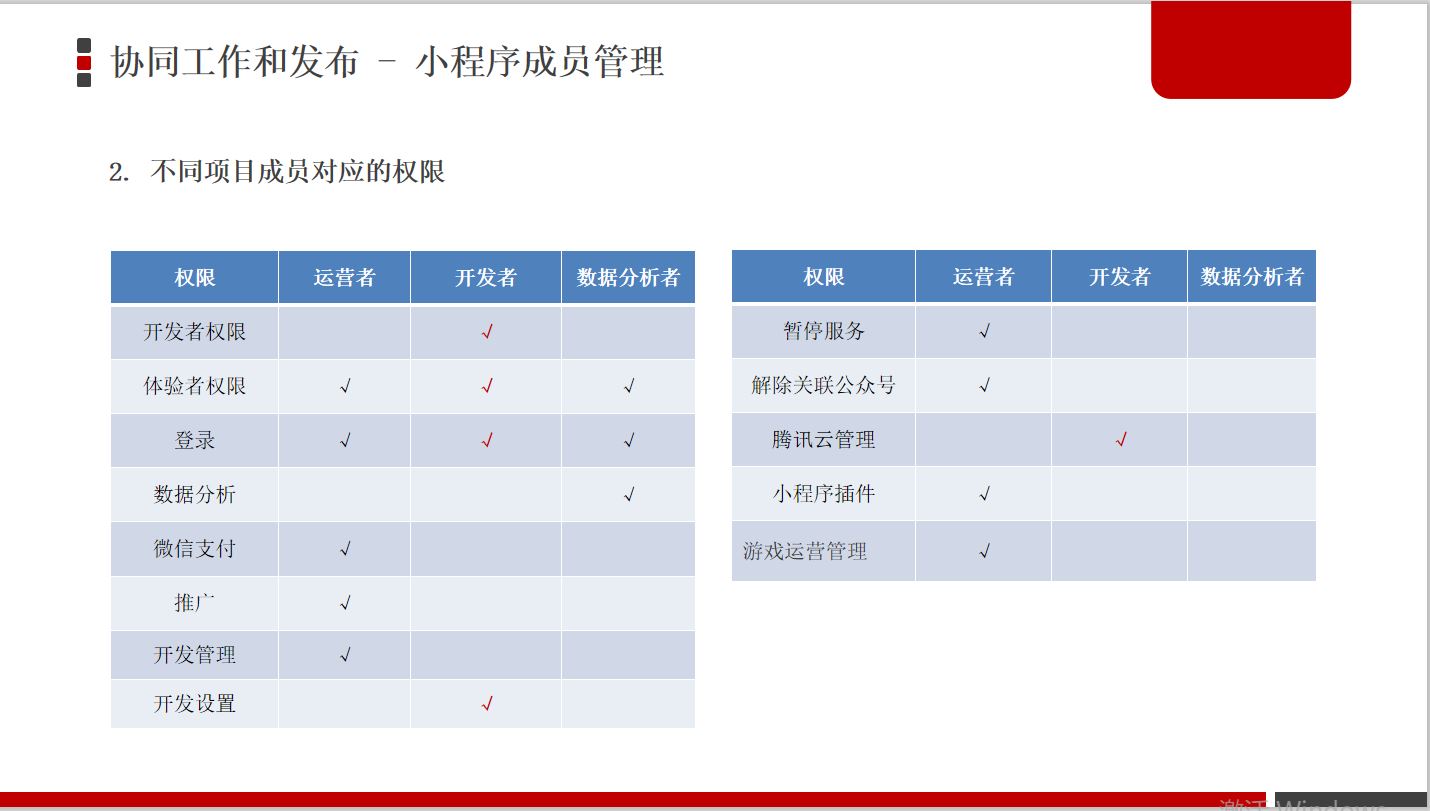 协同工作和发布 - 小程序成员管理
2. 不同项目成员对应的权限
权限 运营者 开发者 数据分析者
开发者权限 √
体验者权限 √ √ √
登录 √ √ √
数据分析 √
微信支付 √
推广 √
开发管理 √
开发设置 √
权限 运营者 开发者 数据分析者
暂停服务 √
解除关联公众号 √
腾讯云管理 √
小程序插件 √
游戏运营管理 √
激活 Windows